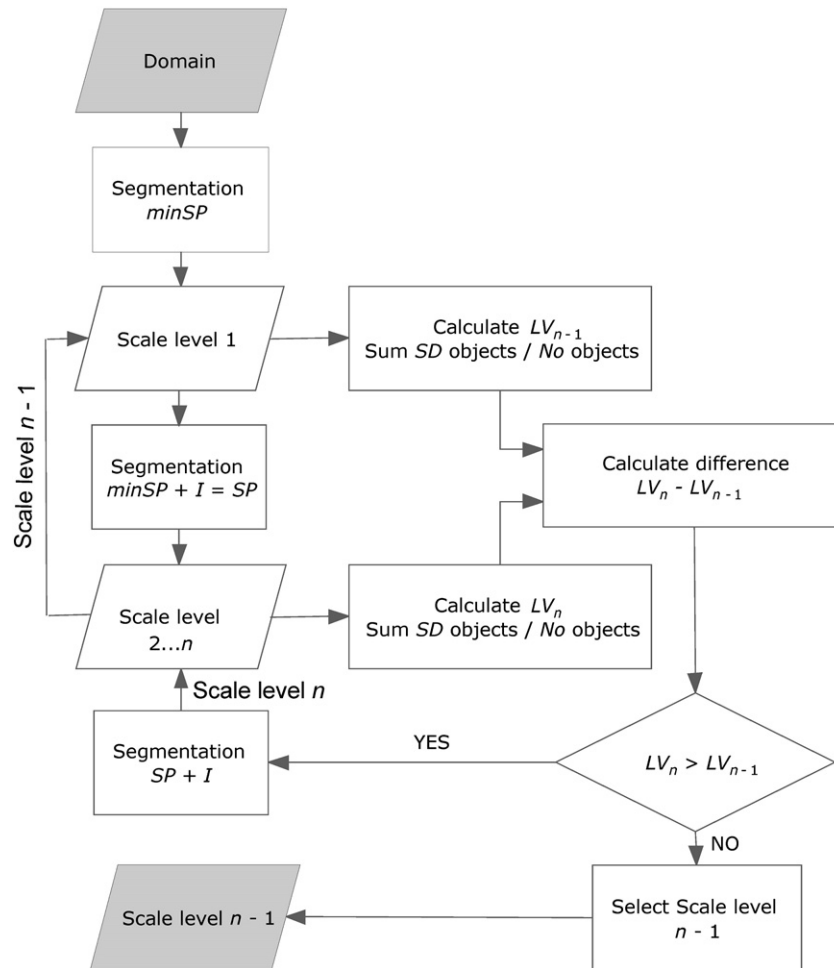 Domain
Segmentation
minSP
Scale level 1
Calculate LVn-1
Sum SD objects / No objects
Scale level n - 1
Segmentation
minSP + I = SP
Calculate difference
LVn - LVn-1
Scale level
2...n
Calculate LVn
Sum SD objects / No objects
Scale level n
Segmentation
SP + I
YES
LVn > LVn-1
NO
Scale level n - 1
Select Scale level
n - 1